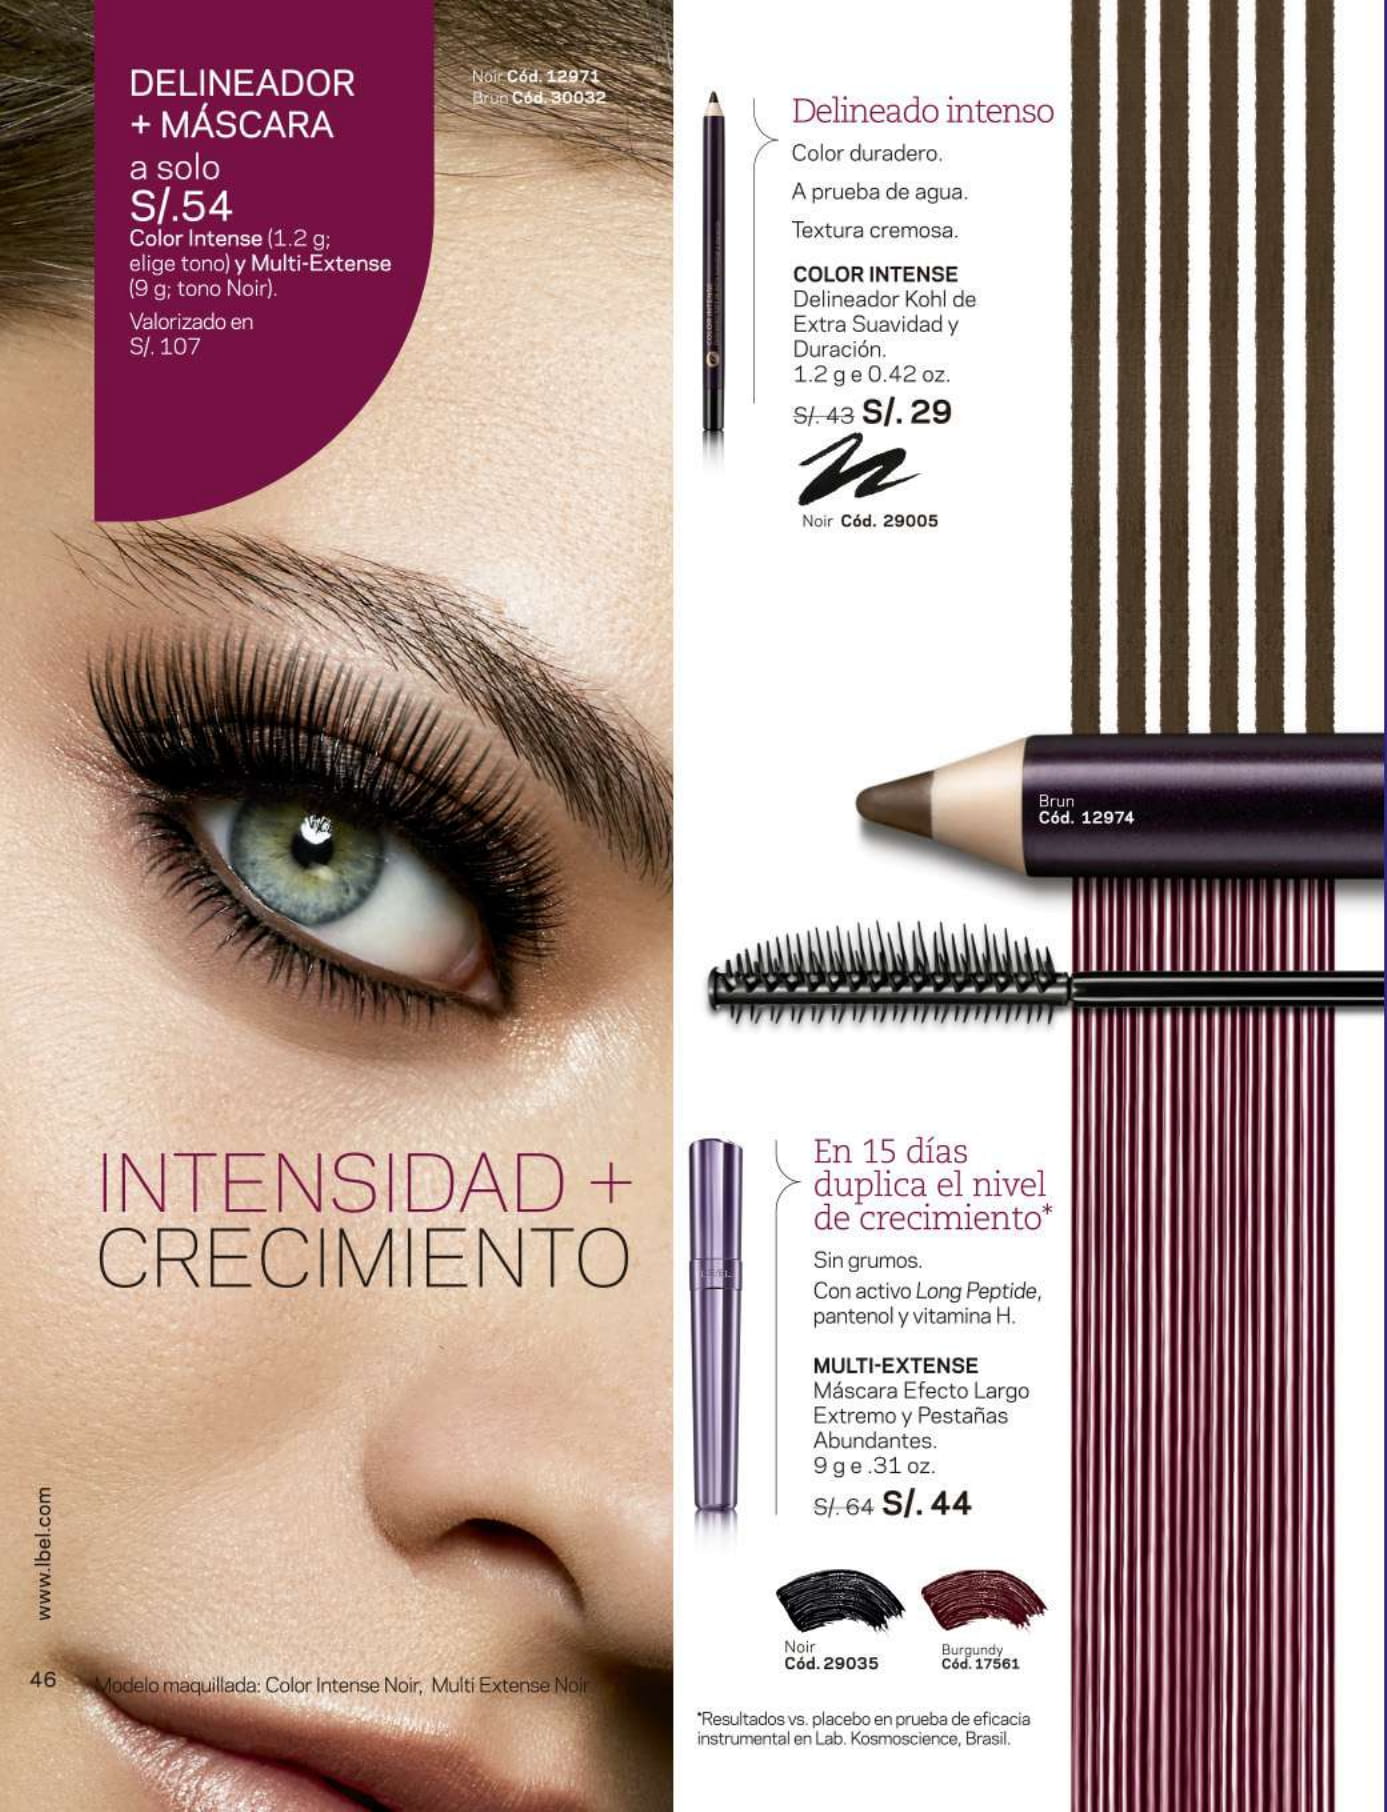 DELINEADOR
+ MÁSCARA
a solo
S/.54
Color Intense (1.2 g;
elige tono) y Multi-Extense
(9 g; tono Noir).
Valorizado en
S/. 107
Noir Cód. 12971
Brun Cód. 30032
Delineado intenso
Color duradero.
A prueba de agua.
Textura cremosa.
COLOR INTENSE
Delineador Kohl de
Extra Suavidad y
Duración.
1.2 g e 0.42 oz.
S/. 43 S/. 29
Noir Cód. 29005
COLOR INTENSE
Brun
Cód. 12974
INTENSIDAD +
CRECIMIENTO
En 15 días
duplica el nivel
de crecimiento*
Sin grumos.
Con activo Long Peptide,
pantenol y vitamina H.
MULTI-EXTENSE
Máscara Efecto Largo
Extremo y Pestañas
Abundantes.
9 g e .31 oz.
S/. 64 S/. 44
Noir
Cód. 29035
Burgundy
Cód. 17561
*Resultados vs. placebo en prueba de eficacia
instrumental en Lab. Kosmoscience, Brasil.
www.lbel.com
46
Modelo maquillada: Color Intense Noir, Multi Extense Noir